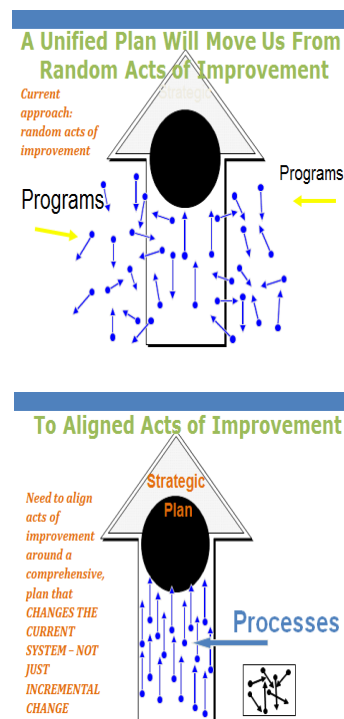 A Unified Plan Will Move Us From
Random Acts of Improvement
Current
approach:
random acts of
improvement
Strategic
Programs
Programs
To Aligned Acts of Improvement
Strategic
Plan
Need to align
acts of
improvement
around a
comprehensive,
plan that
CHANGES THE
CURRENT
SYSTEM – NOT
JUST
INCREMENTAL
CHANGE
Processes